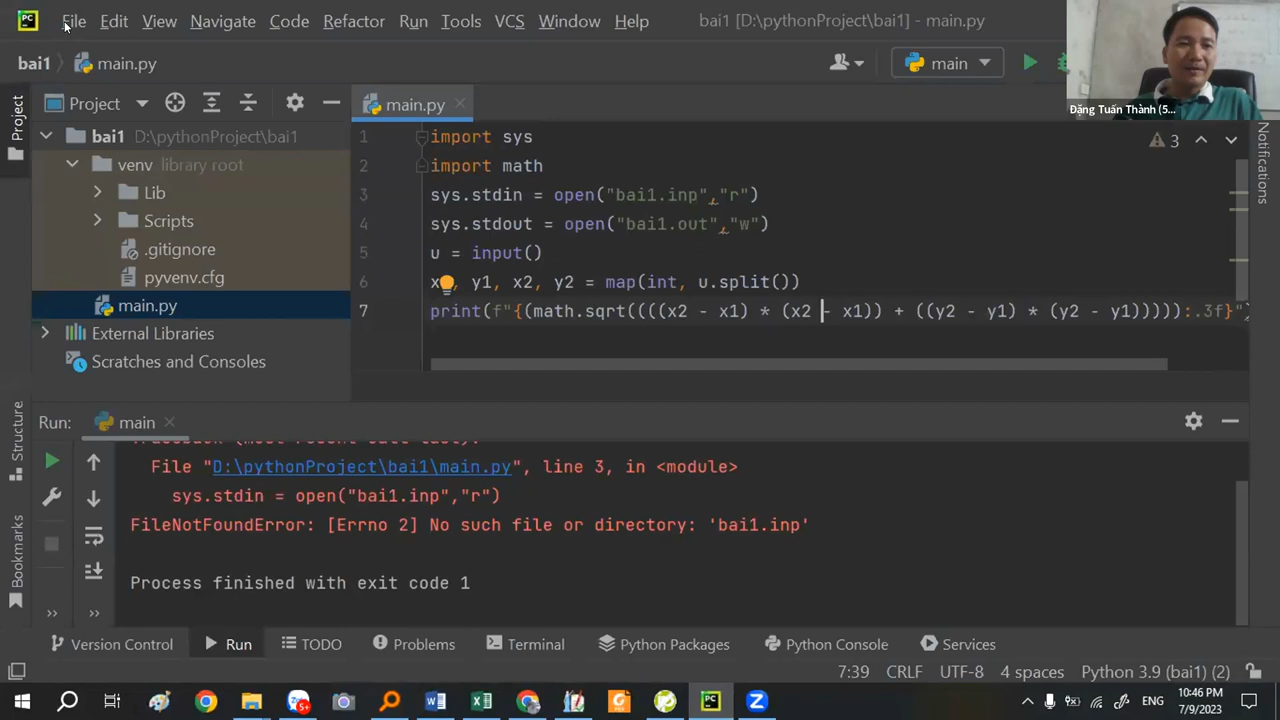 PC File Edit View Navigate Code Refactor Run Tools VCS Window Help bai1 [D:\pythonProject\bai1] - main.py
bai1 main.py main
Đặng Tuấn Thành (5...
Project main.py
bai1 D:\pythonProject\bai1
venv library root
Lib
Scripts
.gitignore
pyvenv.cfg
main.py
External Libraries
Scratches and Consoles
Project
Structure
Bookmarks
Notifications
3
1 import sys
2 import math
3 sys.stdin = open("bai1.inp","r")
4 sys.stdout = open("bai1.out","w")
5 u = input()
6 x , y1, x2, y2 = map(int, u.split())
7 print(f"{(math.sqrt((((x2 - x1) * (x2 - x1)) + ((y2 - y1) * (y2 - y1))))):.3f}")
Run: main
File "D:\pythonProject\bai1\main.py", line 3, in <module>
sys.stdin = open("bai1.inp","r")
FileNotFoundError: [Errno 2] No such file or directory: 'bai1.inp'
Process finished with exit code 1
Version Control Run TODO Problems Terminal Python Packages Python Console Services
7:39 CRLF UTF-8 4 spaces Python 3.9 (bai1) (2)
5+ PC ENG 10:46 PM
7/9/2023